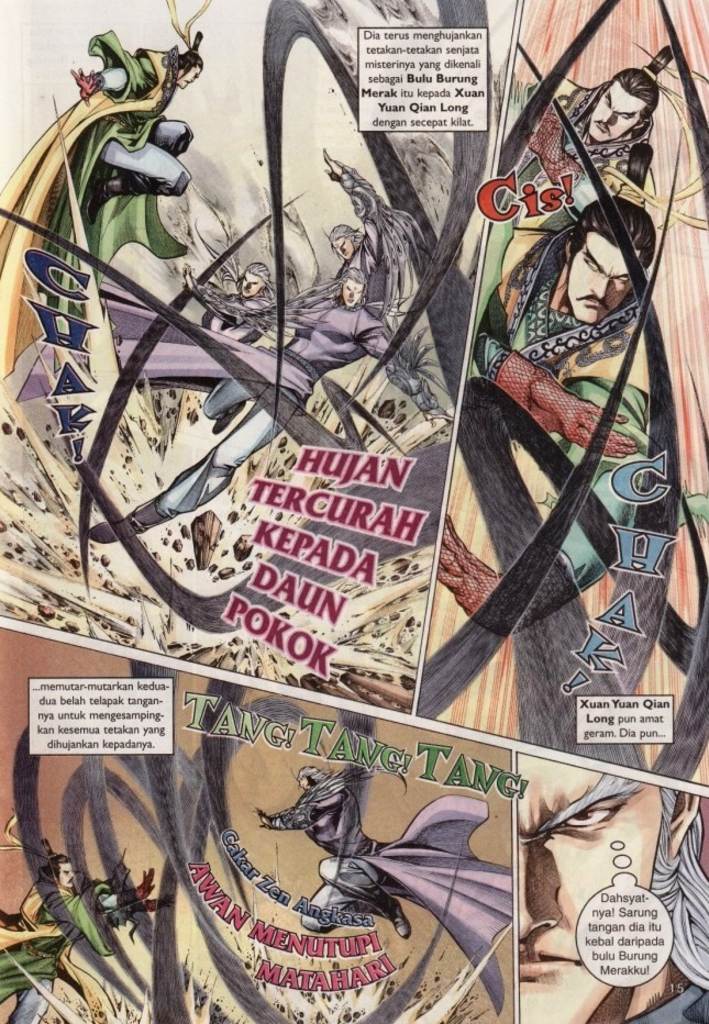 Dia terus menghujankan
tetakan-tetakan senjata
misterinya yang dikenali
sebagai Bulu Burung
Merak itu kepada Xuan
Yuan Qian Long
dengan secepat kilat.
Cis!
CHAK!
HUJAN
TERCURAH
KEPADA
DAUN
POKOK
CHAK!
Xuan Yuan Qian
Long pun amat
geram. Dia pun...
...memutar-mutarkan kedua-
dua belah telapak tangan-
nya untuk mengesamping-
kan kesemua tetakan yang
dihujankan kepadanya.
TANG! TANG! TANG!
Cakar Zen Angkasa
AWAN MENUTUPI
MATAHARI
Dahsyat-
nya! Sarung
tangan dia itu
kebal daripada
bulu Burung
Merakku!
15